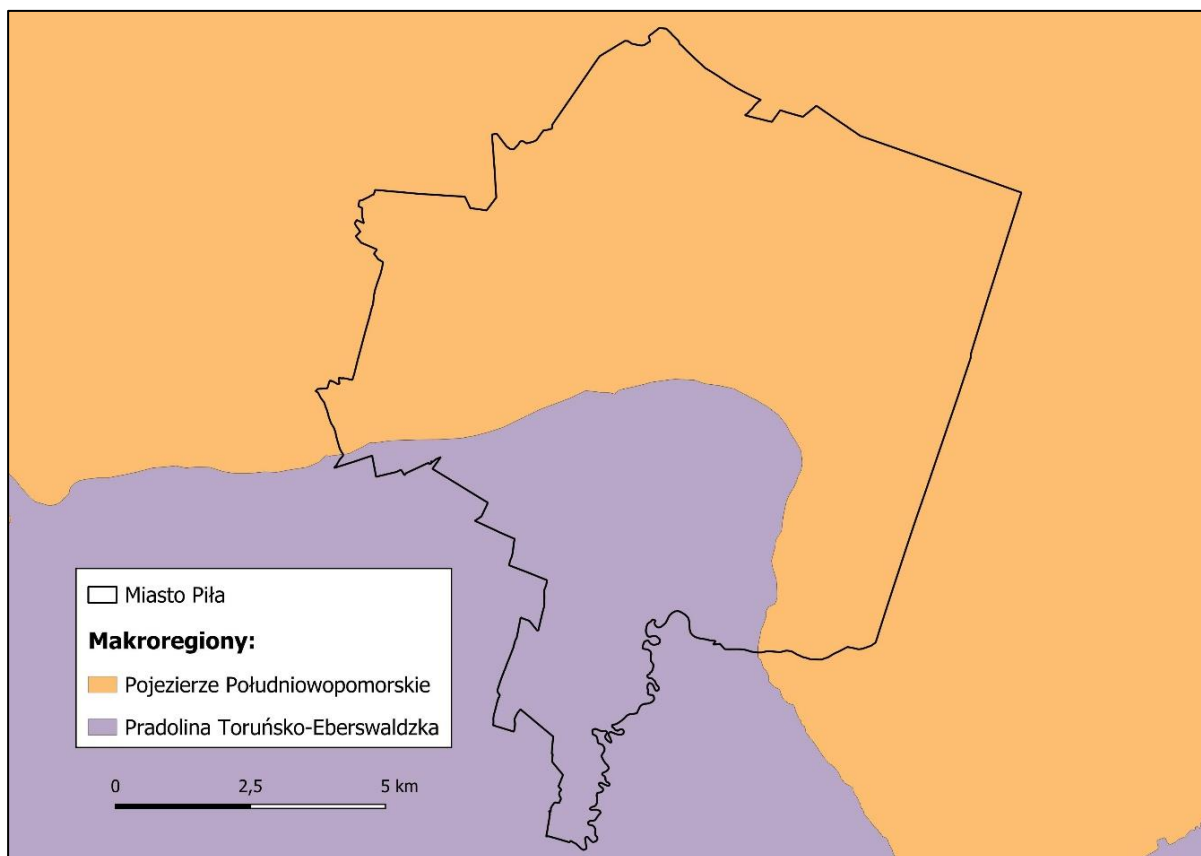 Miasto Piła
Makroregiony:
Pojezierze Południowopomorskie
Pradolina Toruńsko-Eberswaldzka
0 2,5 5 km